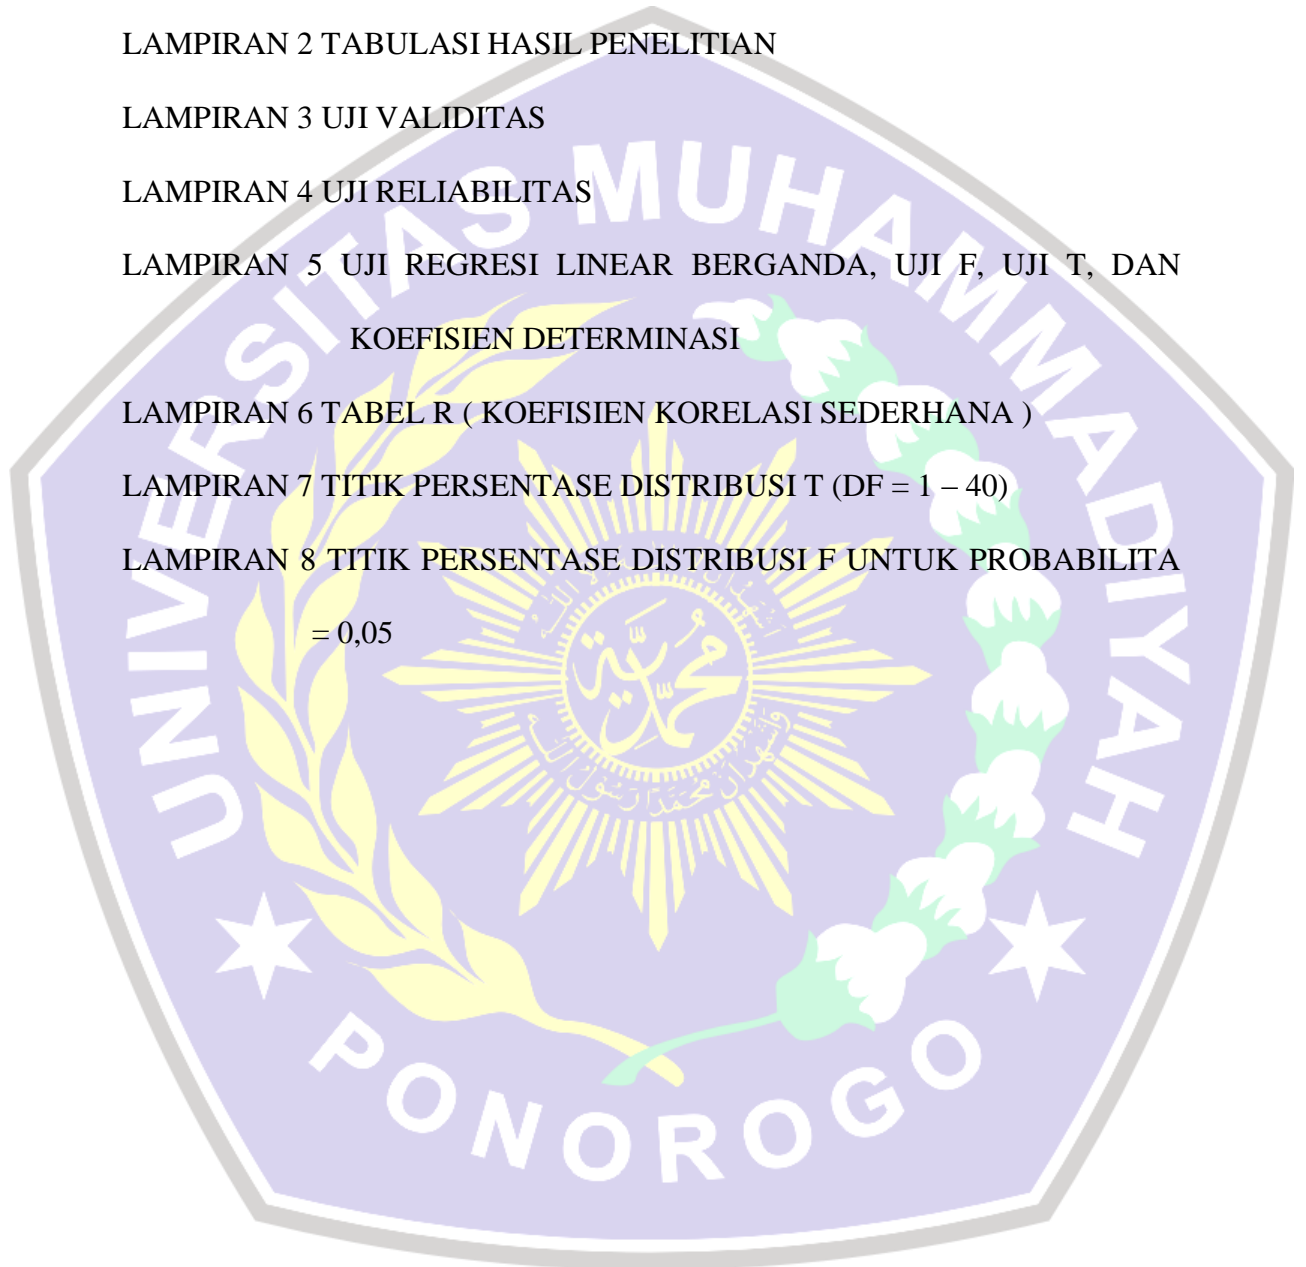 LAMPIRAN 2 TABULASI HASIL PENELITIAN
LAMPIRAN 3 UJI VALIDITAS
LAMPIRAN 4 UJI RELIABILITAS
LAMPIRAN 5 UJI REGRESI LINEAR BERGANDA, UJI F, UJI T, DAN
KOEFISIEN DETERMINASI
LAMPIRAN 6 TABEL R ( KOEFISIEN KORELASI SEDERHANA )
LAMPIRAN 7 TITIK PERSENTASE DISTRIBUSI T (DF = 1 – 40)
LAMPIRAN 8 TITIK PERSENTASE DISTRIBUSI F UNTUK PROBABILITA
= 0,05
UNIVERSITAS MUHAMMADIYAH
PONOROGO
محمدية